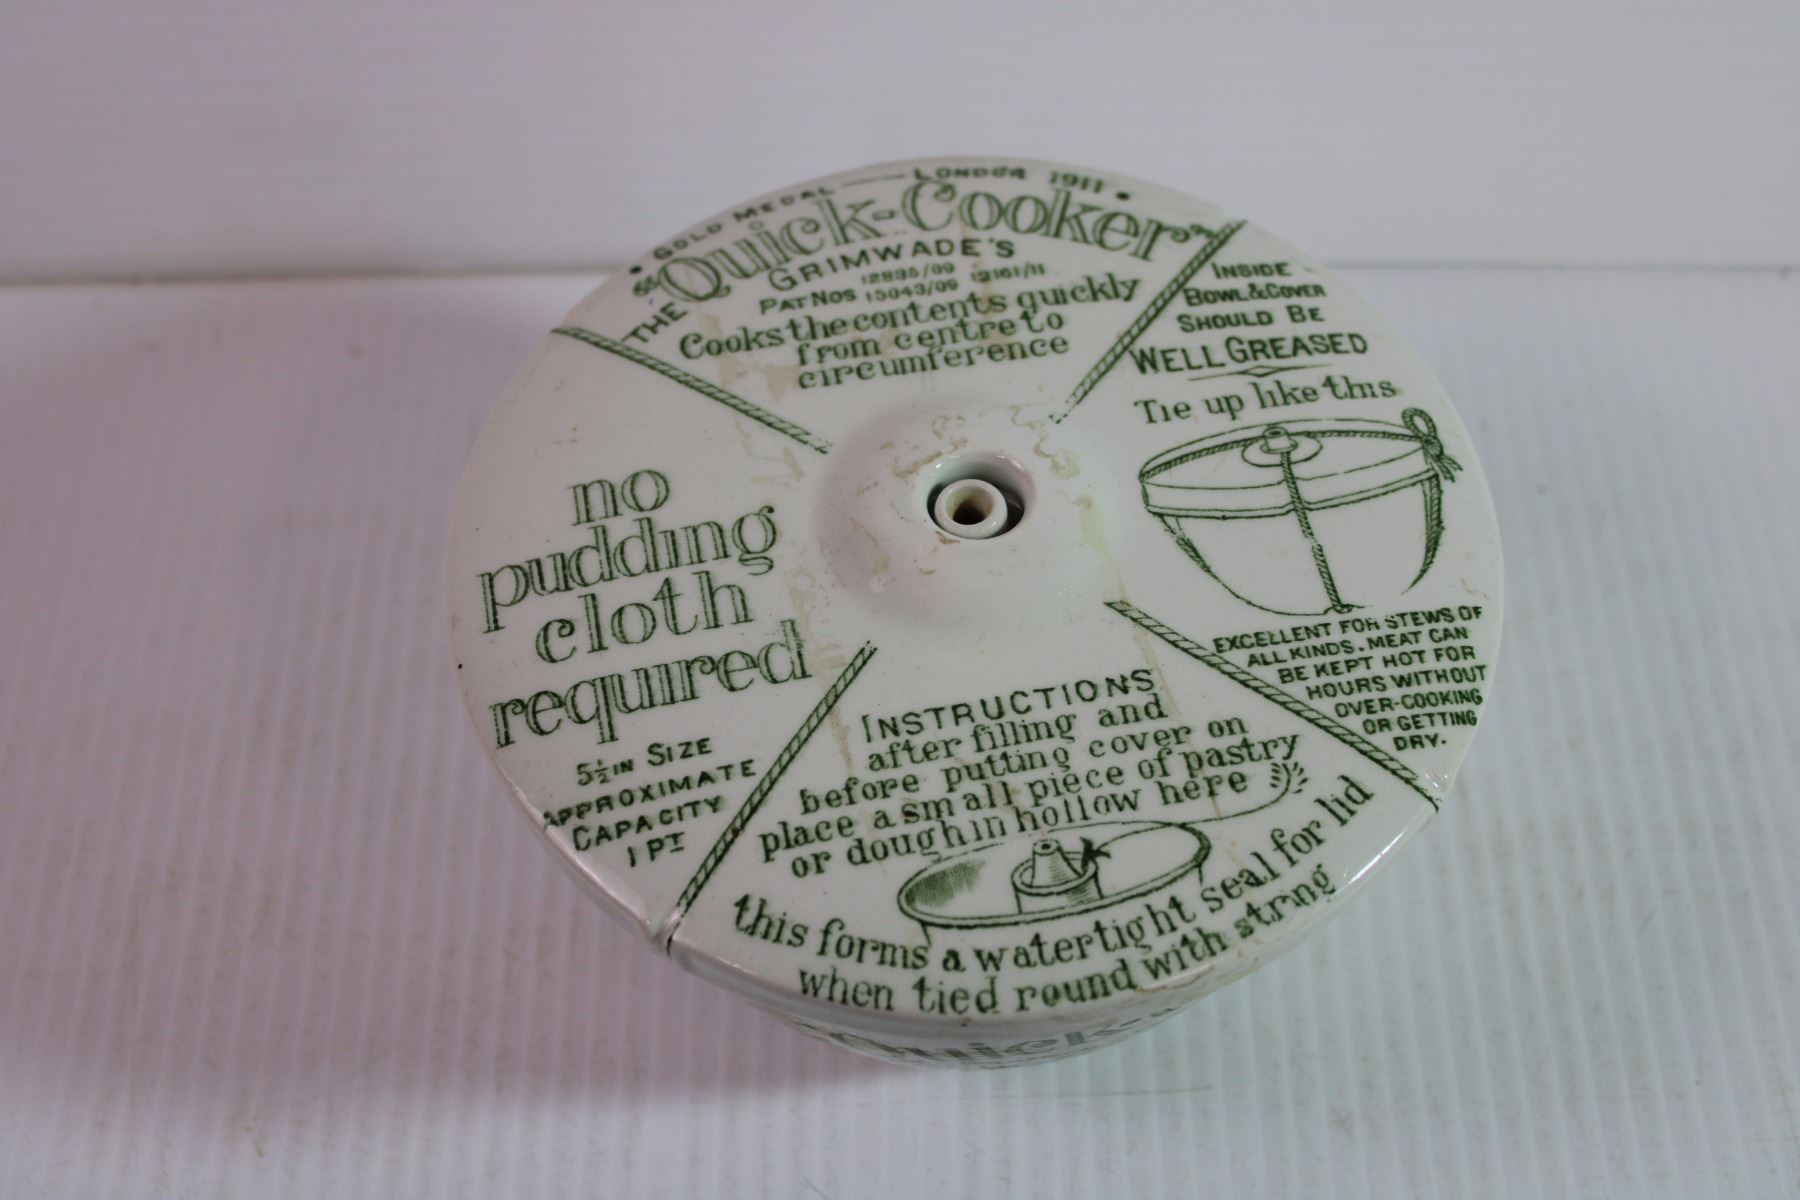 • GOLD MEDAL — LONDON 1911 •
THE "Quick-Cooker"
GRIMWADE'S
PAT NOS 12835/09 12161/11
15043/09
Cooks the contents quickly
from centre to
circumference
INSIDE
BOWL & COVER
SHOULD BE
WELL GREASED
Tie up like this
EXCELLENT FOR STEWS OF
ALL KINDS. MEAT CAN
BE KEPT HOT FOR
HOURS WITHOUT
OVER-COOKING
OR GETTING
DRY.
no
pudding
cloth
required
5½ IN SIZE
APPROXIMATE
CAPACITY
1 PT
INSTRUCTIONS
after filling and
before putting cover on
place a small piece of pastry
or dough in hollow here
this forms a watertight seal for lid
when tied round with string
Quick-